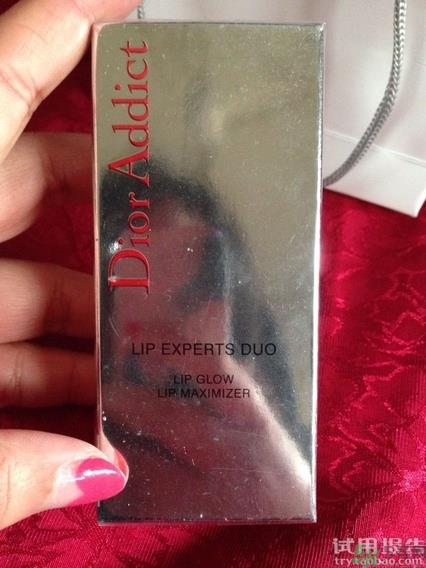 Dior Addict
LIP EXPERTS DUO
LIP GLOW
LIP MAXIMIZER
试用报告
try.taobao.com